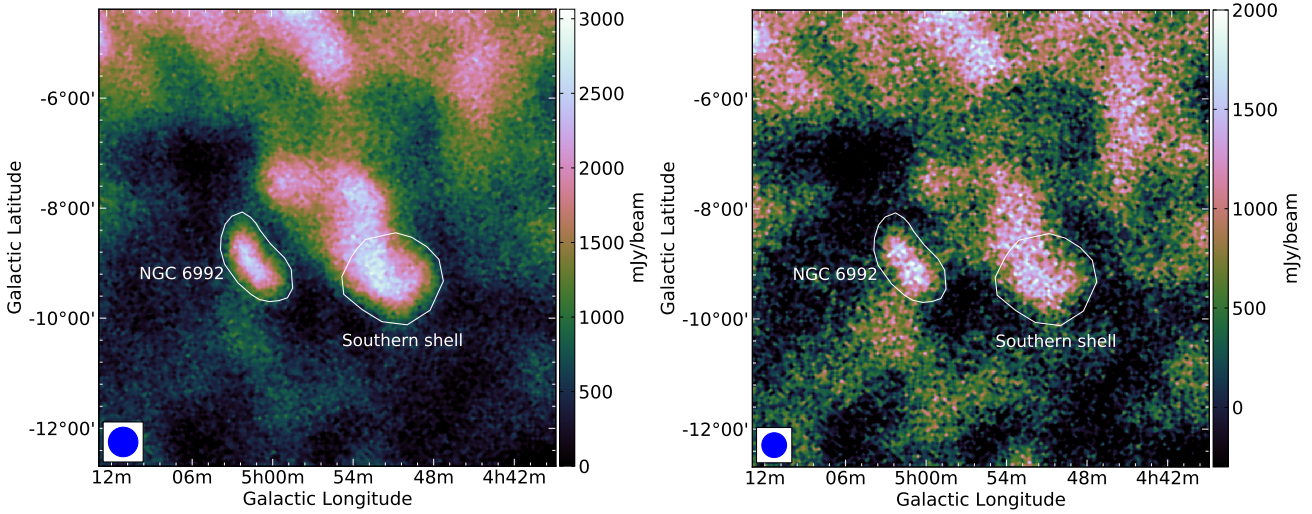 3000
2500
2000
1500
1000
500
0
mJy/beam
-6°00'
-8°00'
-10°00'
-12°00'
Galactic Latitude
NGC 6992
Southern shell
12m
06m
5h00m
54m
48m
4h42m
Galactic Longitude
2000
1500
1000
500
0
mJy/beam
-6°00'
-8°00'
-10°00'
-12°00'
Galactic Latitude
NGC 6992
Southern shell
12m
06m
5h00m
54m
48m
4h42m
Galactic Longitude